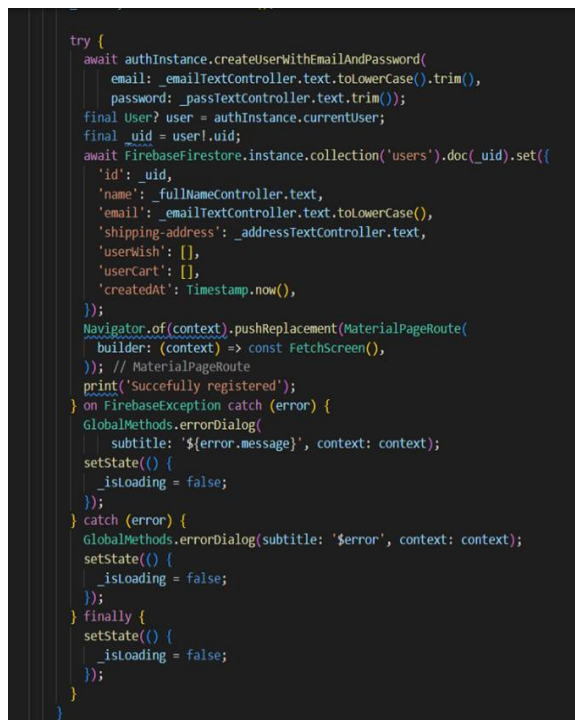 try {
await authInstance.createUserWithEmailAndPassword(
email: _emailTextController.text.toLowerCase().trim(),
password: _passTextController.text.trim());
final User? user = authInstance.currentUser;
final _uid = user!.uid;
await FirebaseFirestore.instance.collection('users').doc(_uid).set({
'id': _uid,
'name': _fullNameController.text,
'email': _emailTextController.text.toLowerCase(),
'shipping-address': _addressTextController.text,
'userWish': [],
'userCart': [],
'createdAt': Timestamp.now(),
});
Navigator.of(context).pushReplacement(MaterialPageRoute(
builder: (context) => const FetchScreen(),
)); // MaterialPageRoute
print('Succefully registered');
} on FirebaseException catch (error) {
GlobalMethods.errorDialog(
subtitle: '${error.message}', context: context);
setState(() {
_isLoading = false;
});
} catch (error) {
GlobalMethods.errorDialog(subtitle: '$error', context: context);
setState(() {
_isLoading = false;
});
} finally {
setState(() {
_isLoading = false;
});
}
}